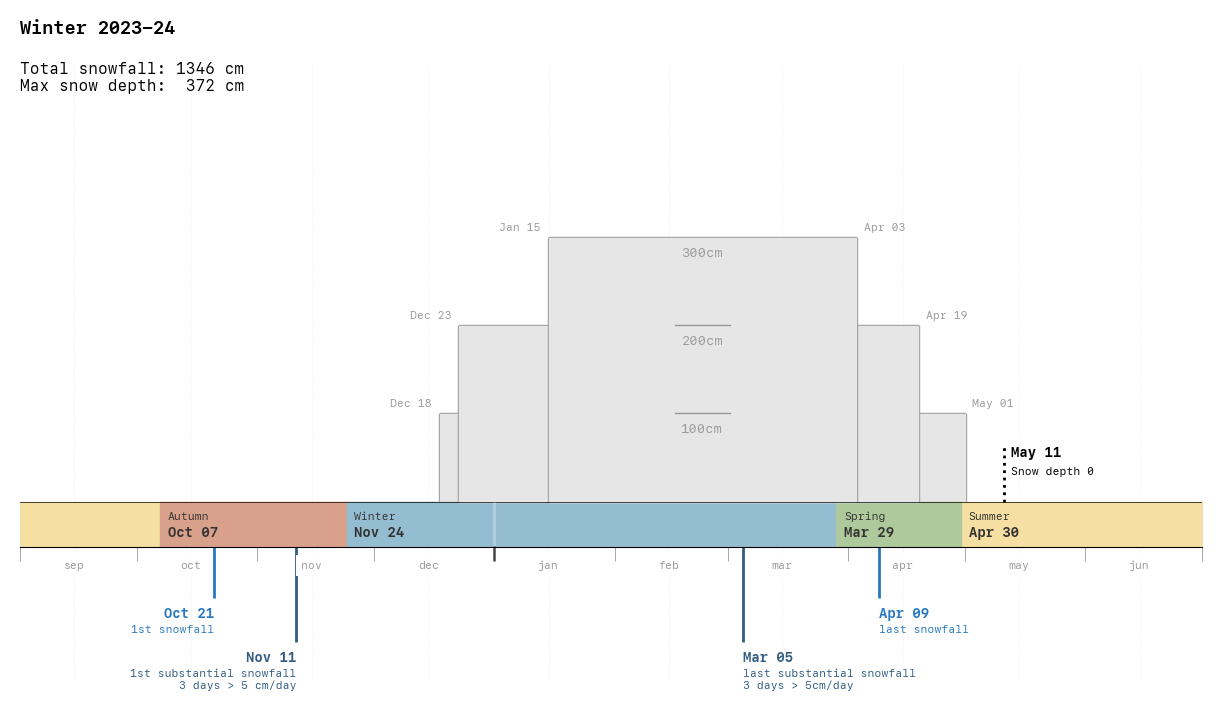 Winter 2023–24
Total snowfall: 1346 cm
Max snow depth:  372 cm
Jan 15
Apr 03
300cm
Dec 23
Apr 19
200cm
Dec 18
May 01
100cm
May 11
Snow depth 0
Autumn
Oct 07
Winter
Nov 24
Spring
Mar 29
Summer
Apr 30
sep
oct
nov
dec
jan
feb
mar
apr
may
jun
Oct 21
1st snowfall
Apr 09
last snowfall
Nov 11
1st substantial snowfall
3 days > 5 cm/day
Mar 05
last substantial snowfall
3 days > 5cm/day